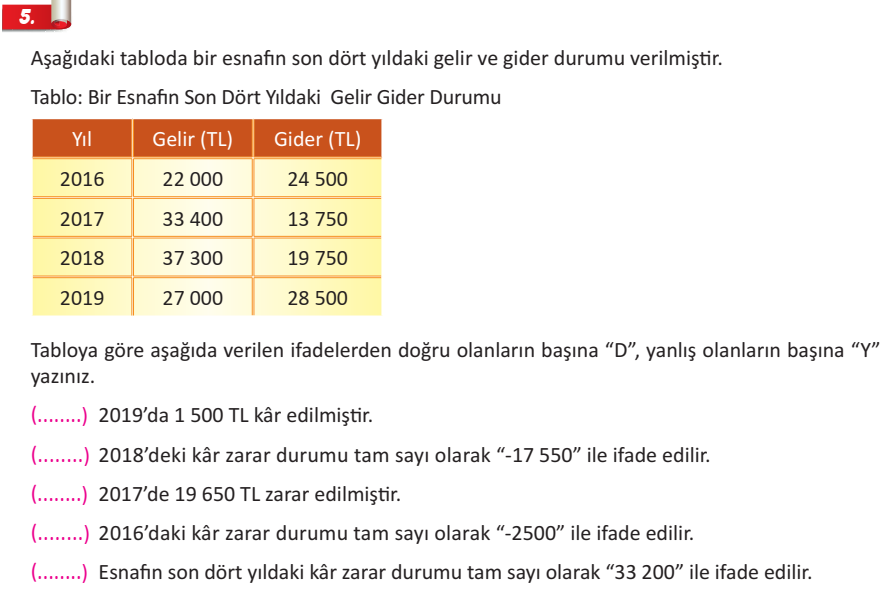 5.
Aşağıdaki tabloda bir esnafın son dört yıldaki gelir ve gider durumu verilmiştir.
Tablo: Bir Esnafın Son Dört Yıldaki Gelir Gider Durumu
Yıl Gelir (TL) Gider (TL)
2016 22 000 24 500
2017 33 400 13 750
2018 37 300 19 750
2019 27 000 28 500
Tabloya göre aşağıda verilen ifadelerden doğru olanların başına “D”, yanlış olanların başına “Y”
yazınız.
(........) 2019’da 1 500 TL kâr edilmiştir.
(........) 2018’deki kâr zarar durumu tam sayı olarak “-17 550” ile ifade edilir.
(........) 2017’de 19 650 TL zarar edilmiştir.
(........) 2016’daki kâr zarar durumu tam sayı olarak “-2500” ile ifade edilir.
(........) Esnafın son dört yıldaki kâr zarar durumu tam sayı olarak “33 200” ile ifade edilir.